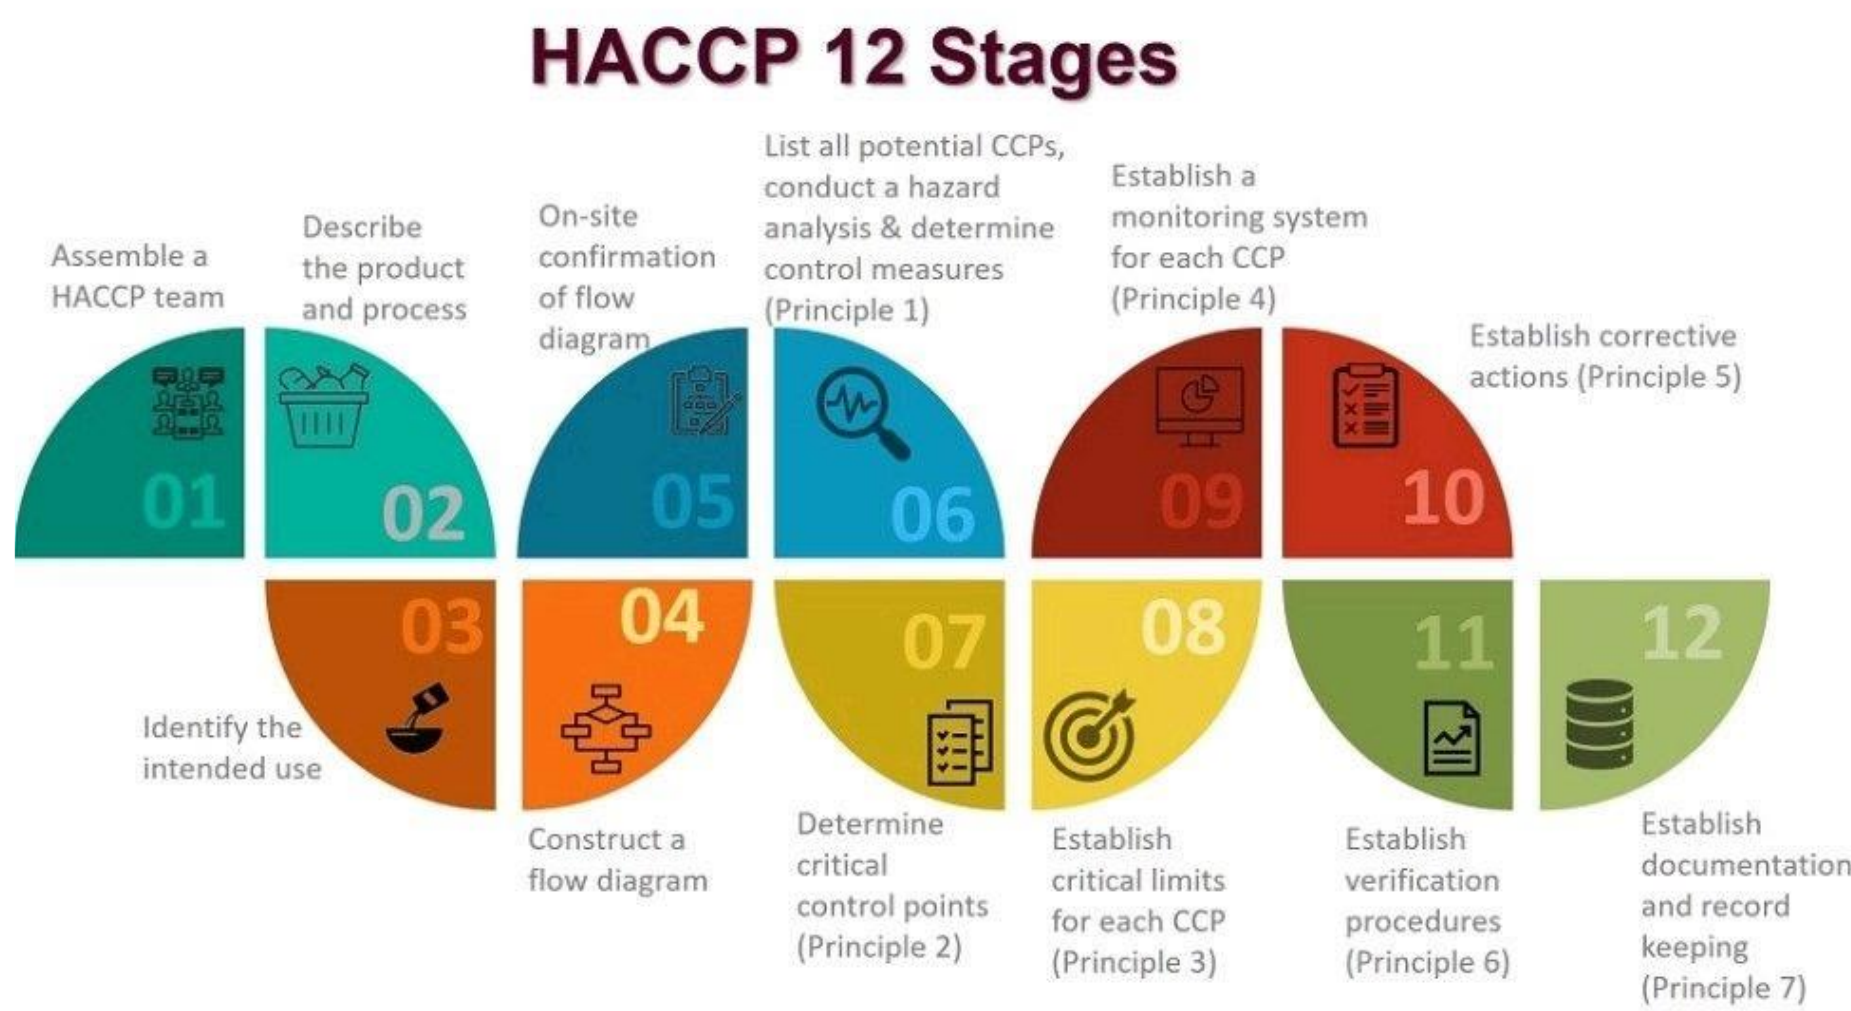 HACCP 12 Stages
Assemble a
HACCP team
01
Describe
the product
and process
02
Identify the
intended use
03
Construct a
flow diagram
04
On-site
confirmation
of flow
diagram
05
List all potential CCPs,
conduct a hazard
analysis & determine
control measures
(Principle 1)
06
Determine
critical
control points
(Principle 2)
07
Establish
critical limits
for each CCP
(Principle 3)
08
Establish a
monitoring system
for each CCP
(Principle 4)
09
Establish corrective
actions (Principle 5)
10
Establish
verification
procedures
(Principle 6)
11
Establish
documentation
and record
keeping
(Principle 7)
12